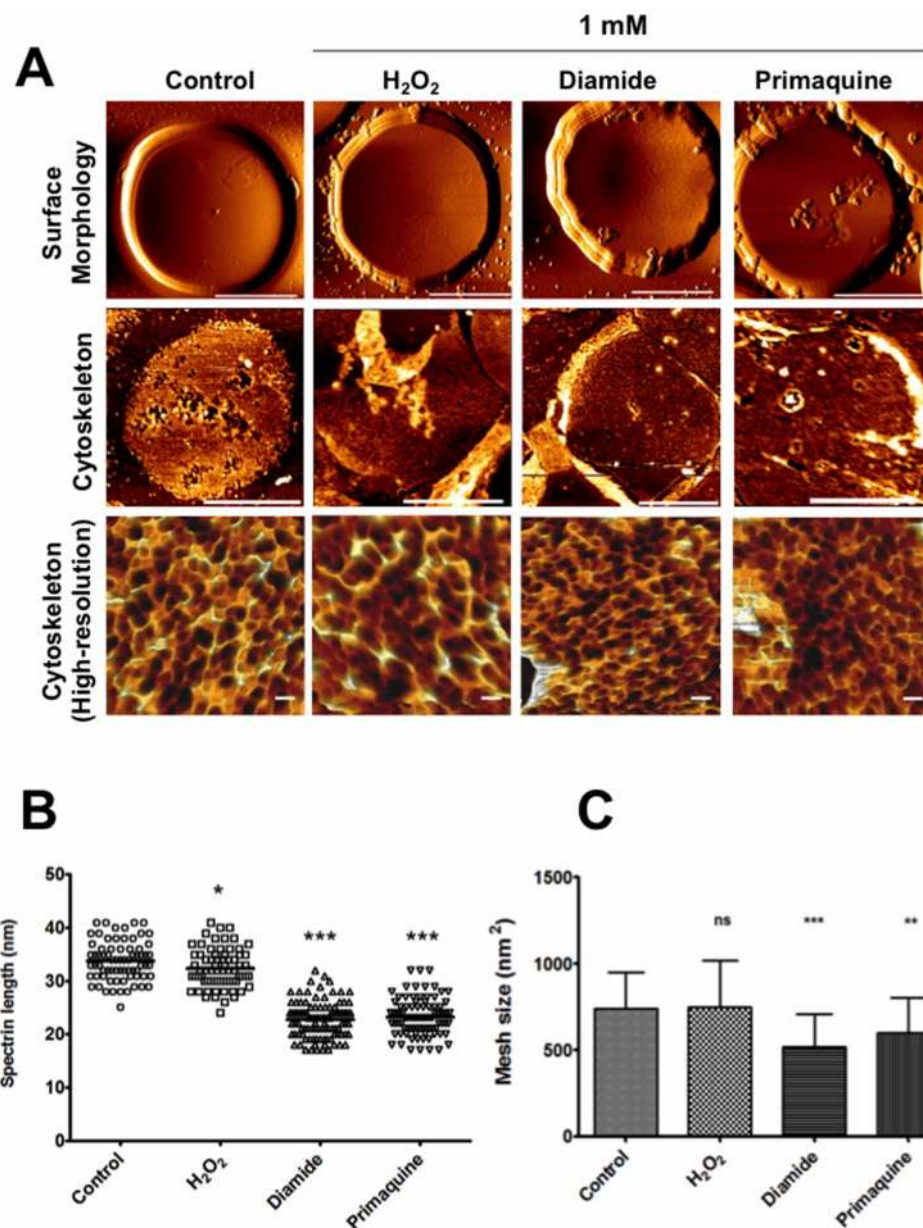 1 mM
A
Control
H₂O₂
Diamide
Primaquine
Surface
Morphology
Cytoskeleton
Cytoskeleton
(High-resolution)
B
Spectrin length (nm)
50
40
30
20
10
0
*
***
***
Control
H₂O₂
Diamide
Primaquine
C
Mesh size (nm²)
1500
1000
500
0
ns
***
**
Control
H₂O₂
Diamide
Primaquine